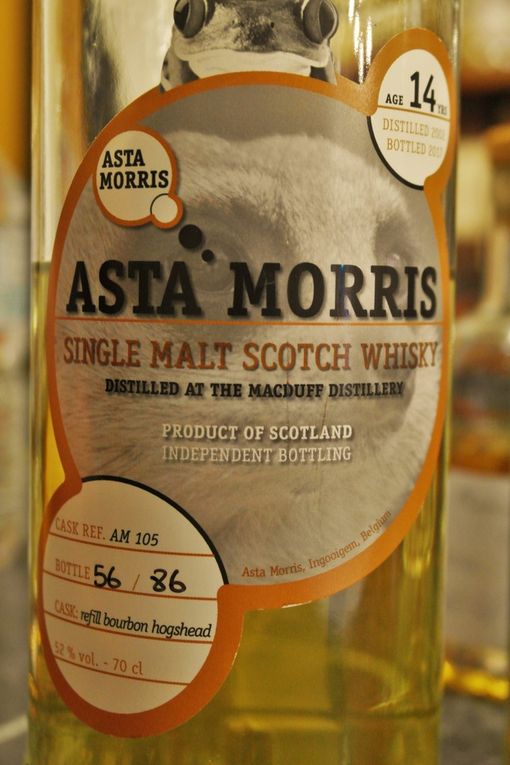 AGE 14 YRS
DISTILLED 2003
BOTTLED 2017
ASTA
MORRIS
ASTA MORRIS
SINGLE MALT SCOTCH WHISKY
DISTILLED AT THE MACDUFF DISTILLERY
PRODUCT OF SCOTLAND
INDEPENDENT BOTTLING
CASK REF. AM 105
BOTTLE 56 / 86
CASK: refill bourbon hogshead
52 % vol. - 70 cl
Asta Morris, Ingooigem, Belgium